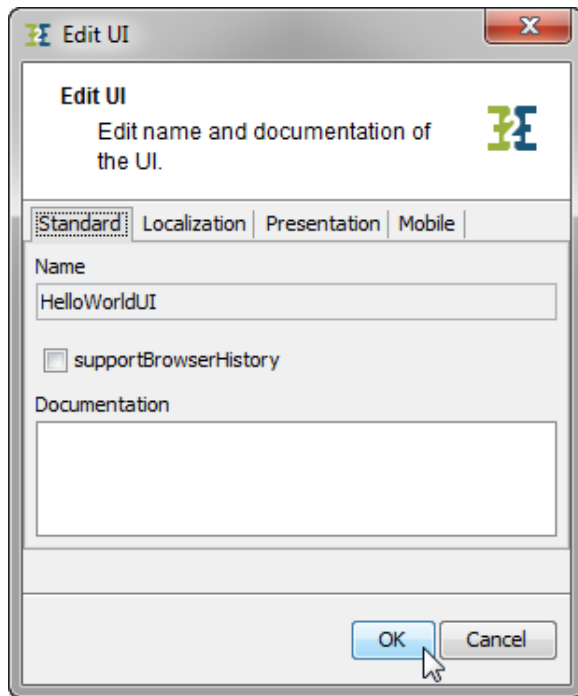 Edit UI
Edit UI
Edit name and documentation of
the UI.
Standard Localization Presentation Mobile
Name
HelloWorldUI
supportBrowserHistory
Documentation
OK Cancel